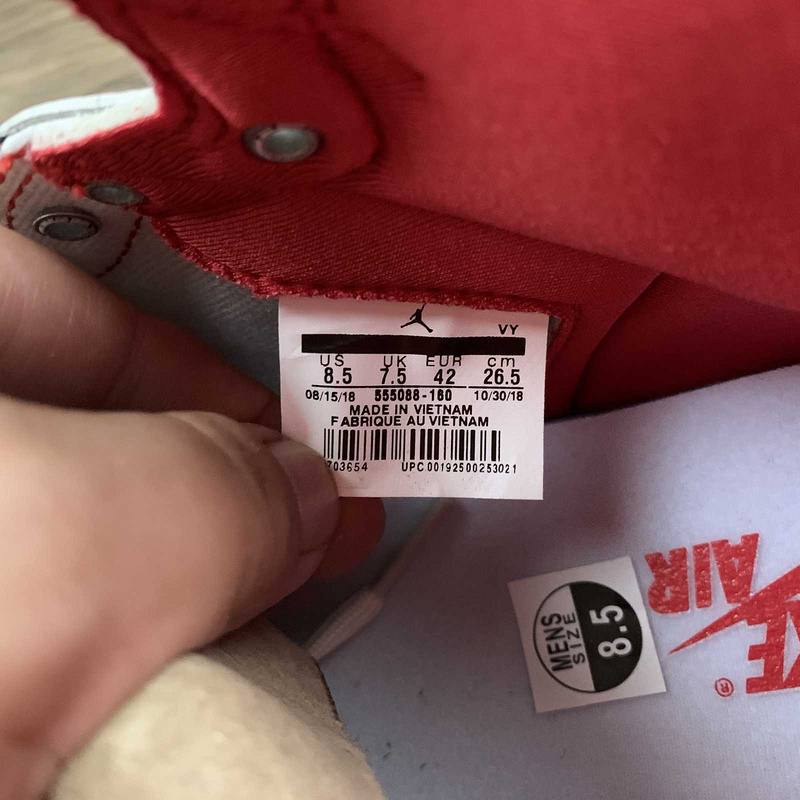 VY
US UK EUR cm
8.5 7.5 42 26.5
08/15/18 555088-160 10/30/18
MADE IN VIETNAM
FABRIQUE AU VIETNAM
703654 UPC 00192500253021
MENS
SIZE
8.5
AIR
®